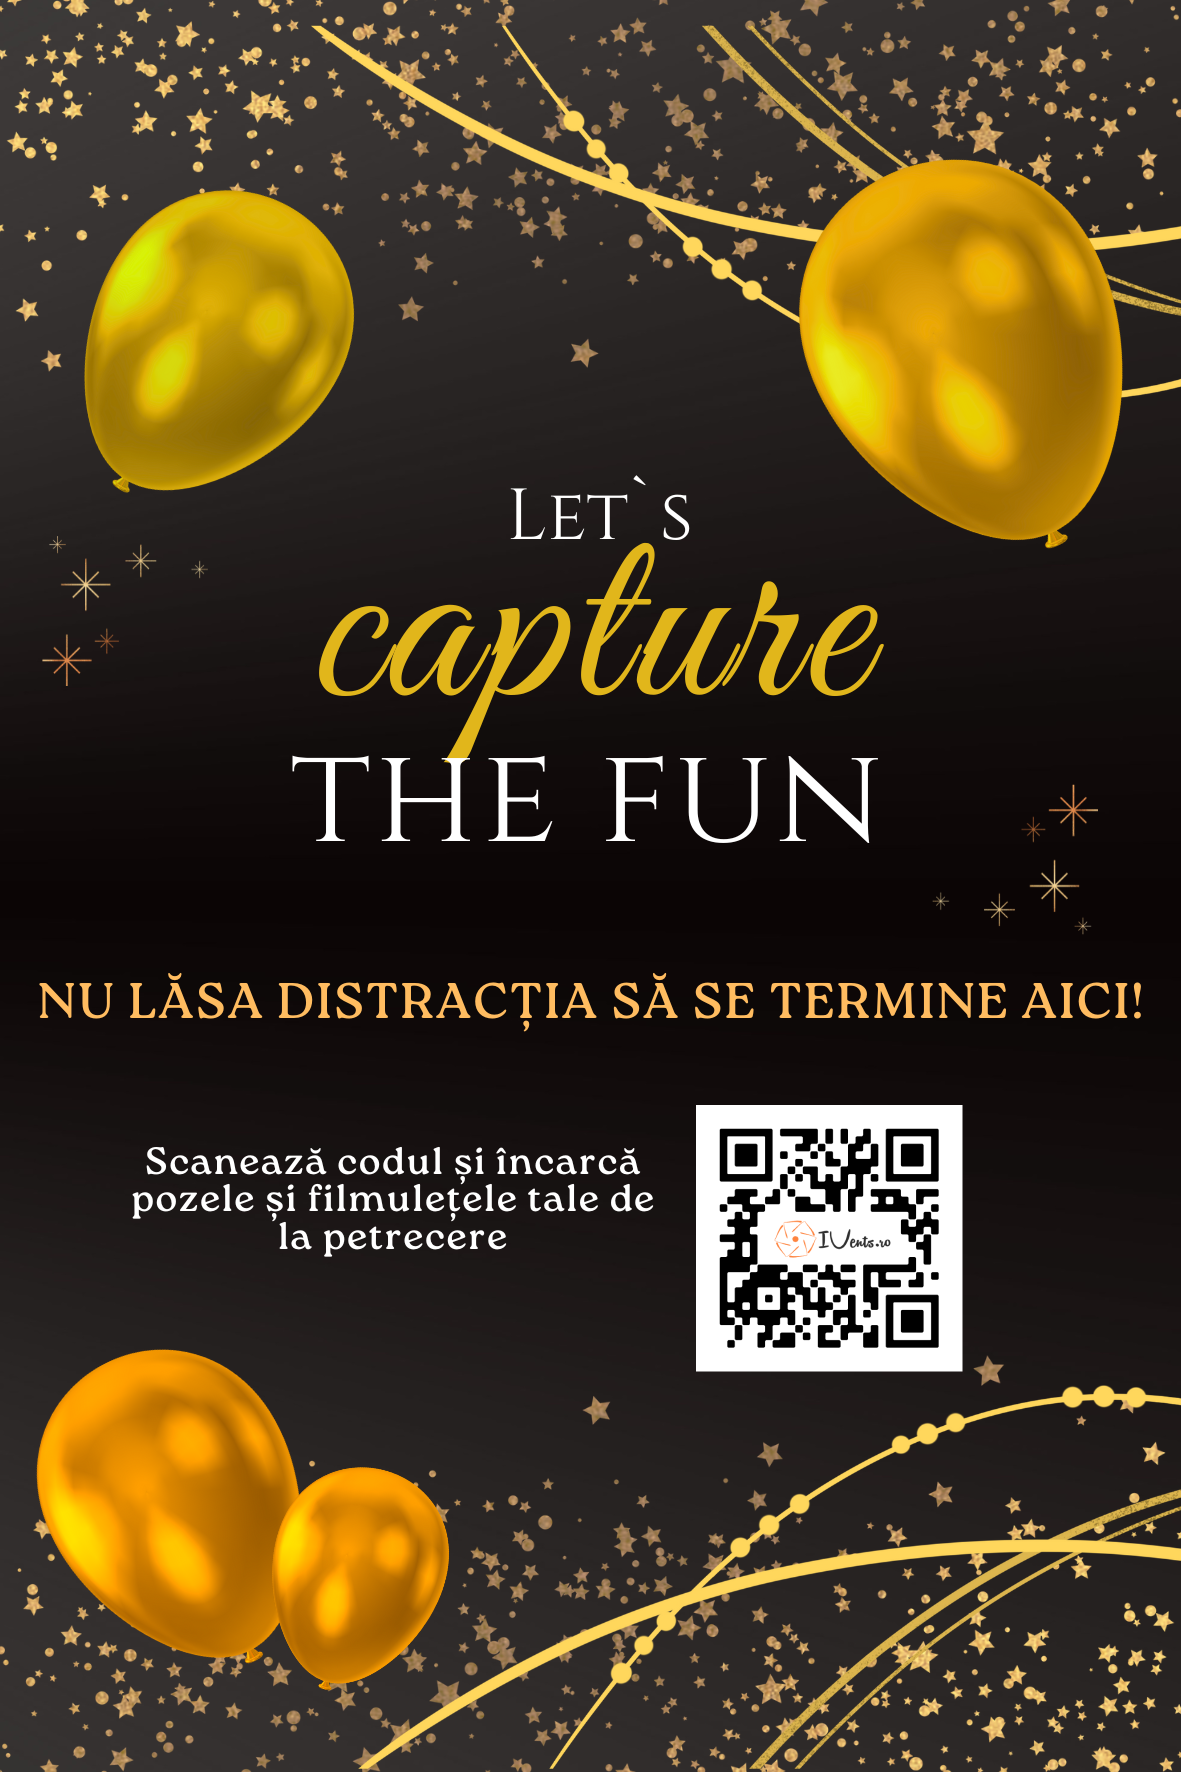 Let`s
capture
THE FUN
NU LĂSA DISTRACȚIA SĂ SE TERMINE AICI!
Scanează codul și încarcă
pozele și filmulețele tale de
la petrecere
IVents.ro